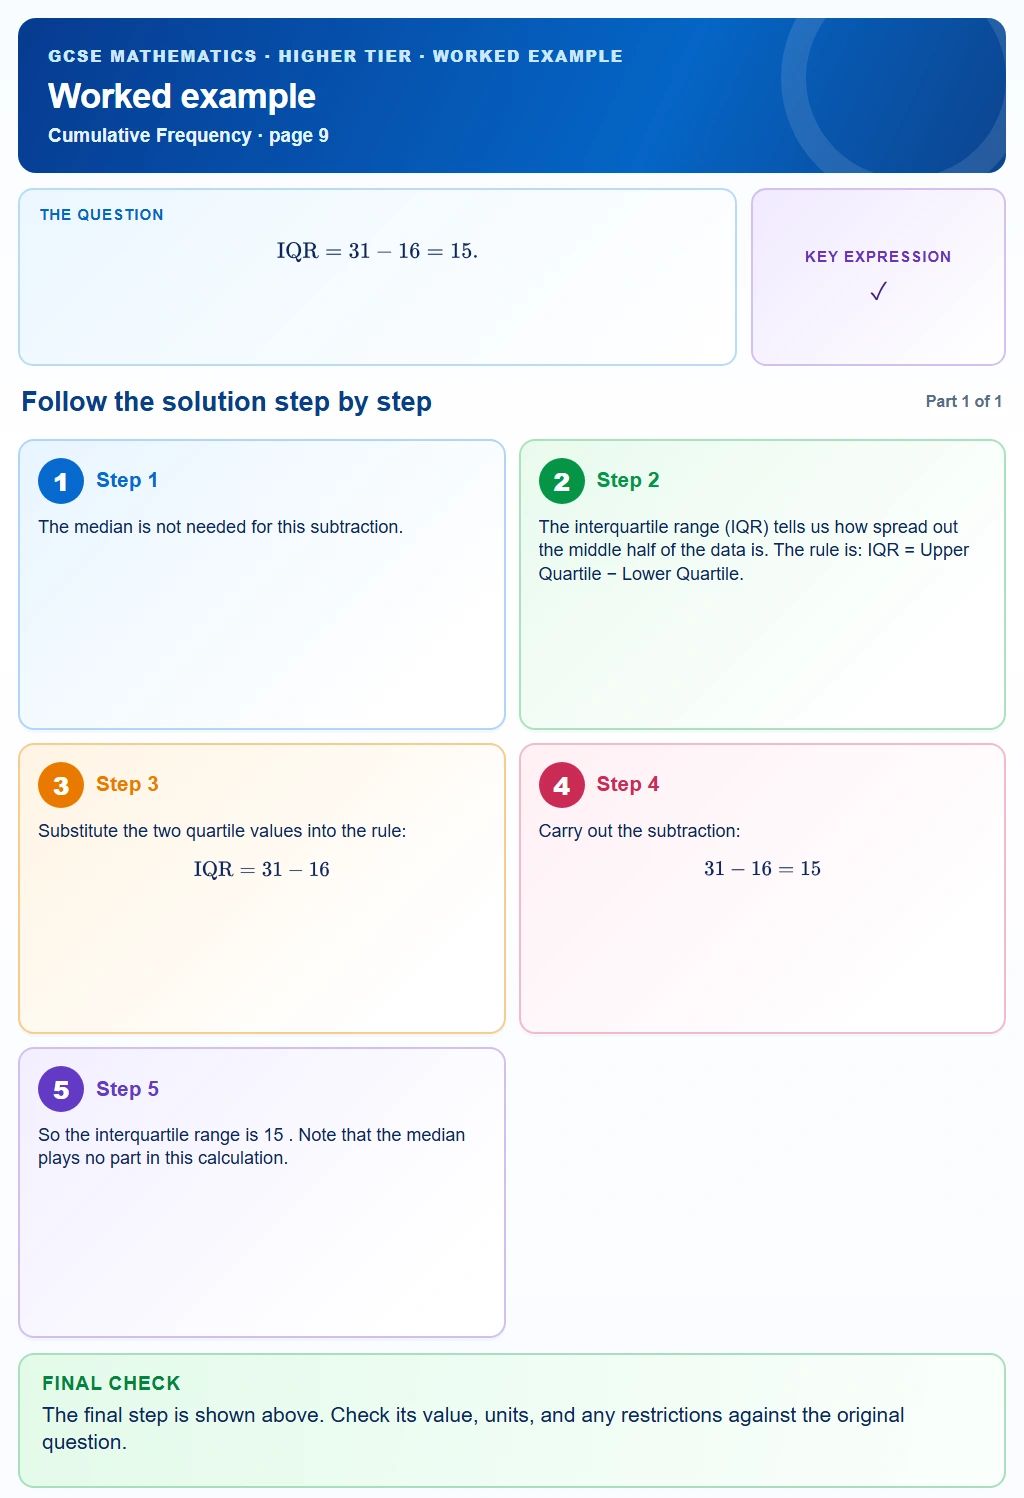 GCSE MATHEMATICS · HIGHER TIER · WORKED EXAMPLE
Worked example
Cumulative Frequency · page 9
THE QUESTION
IQR = 31 − 16 = 15.
KEY EXPRESSION
✓
Follow the solution step by step
Part 1 of 1
1 Step 1
The median is not needed for this subtraction.
2 Step 2
The interquartile range (IQR) tells us how spread out
the middle half of the data is. The rule is: IQR = Upper
Quartile − Lower Quartile.
3 Step 3
Substitute the two quartile values into the rule:
IQR = 31 − 16
4 Step 4
Carry out the subtraction:
31 − 16 = 15
5 Step 5
So the interquartile range is 15 . Note that the median
plays no part in this calculation.
FINAL CHECK
The final step is shown above. Check its value, units, and any restrictions against the original
question.